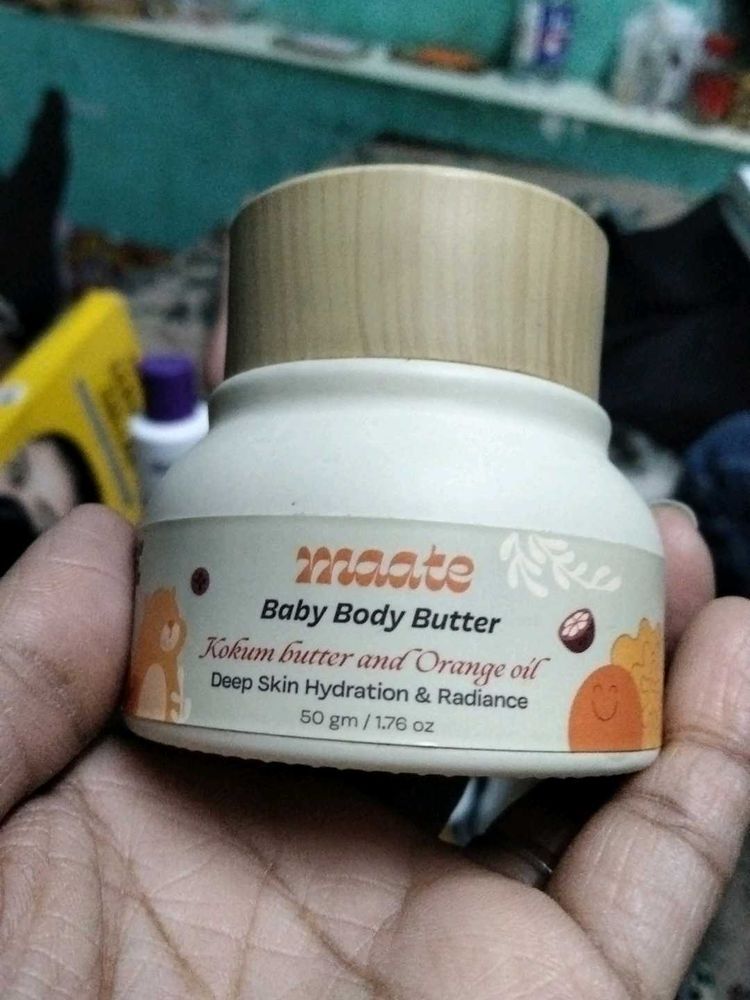 maate
Baby Body Butter
Kokum butter and Orange oil
Deep Skin Hydration & Radiance
50 gm / 1.76 oz